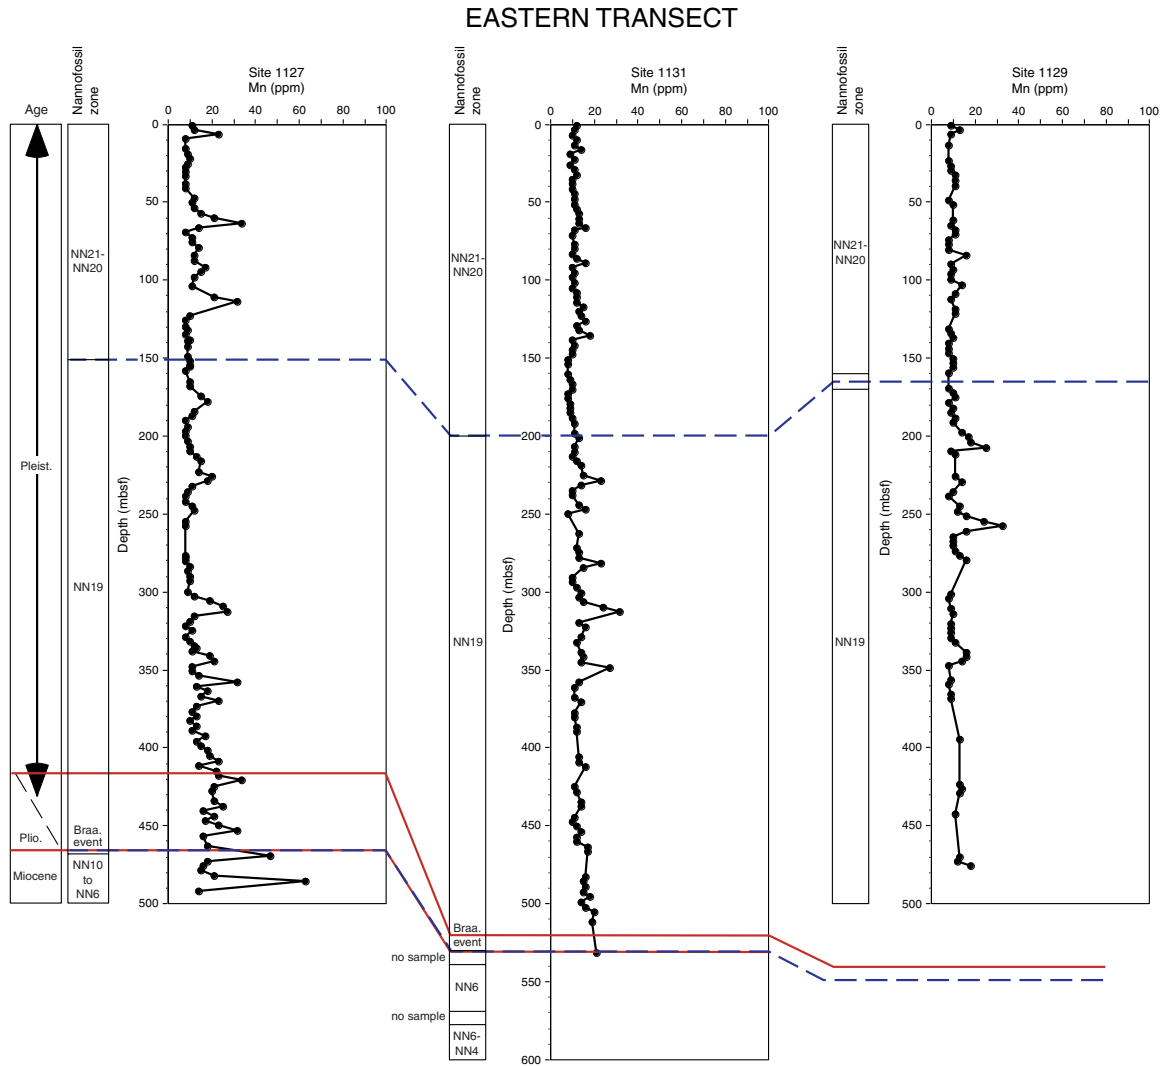 EASTERN TRANSECT
Age
Nannofossil
zone
Site 1127
Mn (ppm)
0 20 40 60 80 100
Depth (mbsf)
0
50
100
150
200
250
300
350
400
450
500
Pleist.
Plio.
Miocene
NN21-
NN20
NN19
Braa.
event
NN10
to
NN6
Nannofossil
zone
Site 1131
Mn (ppm)
0 20 40 60 80 100
Depth (mbsf)
0
50
100
150
200
250
300
350
400
450
500
550
600
NN21-
NN20
NN19
Braa.
event
no sample
NN6
no sample
NN6-
NN4
Nannofossil
zone
Site 1129
Mn (ppm)
0 20 40 60 80 100
Depth (mbsf)
0
50
100
150
200
250
300
350
400
450
500
NN21-
NN20
NN19